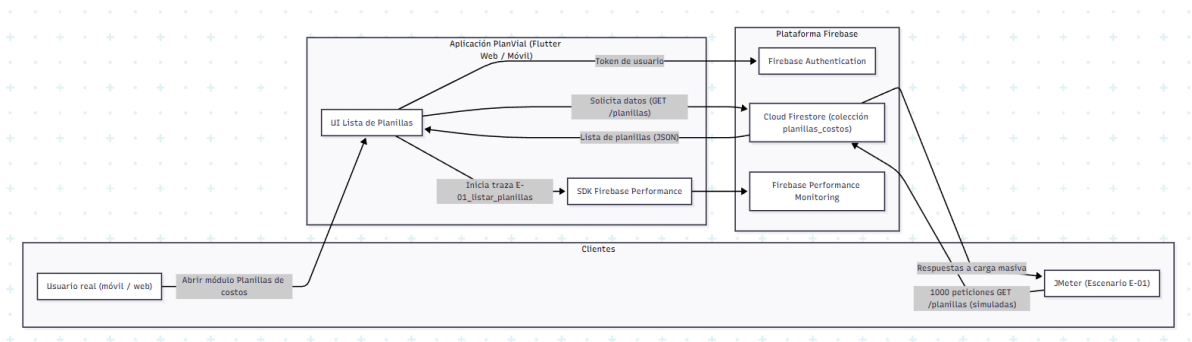 Aplicación PlanVial (Flutter
Web / Móvil)
Plataforma Firebase
Token de usuario
Firebase Authentication
UI Lista de Planillas
Solicita datos (GET
/planillas)
Cloud Firestore (colección
planillas_costos)
Lista de planillas (JSON)
Inicia traza E-
01_listar_planillas
SDK Firebase Performance
Firebase Performance
Monitoring
Clientes
Usuario real (móvil / web)
Abrir módulo Planillas de
costos
Respuestas a carga masiva
1000 peticiones GET
/planillas (simuladas)
JMeter (Escenario E-01)